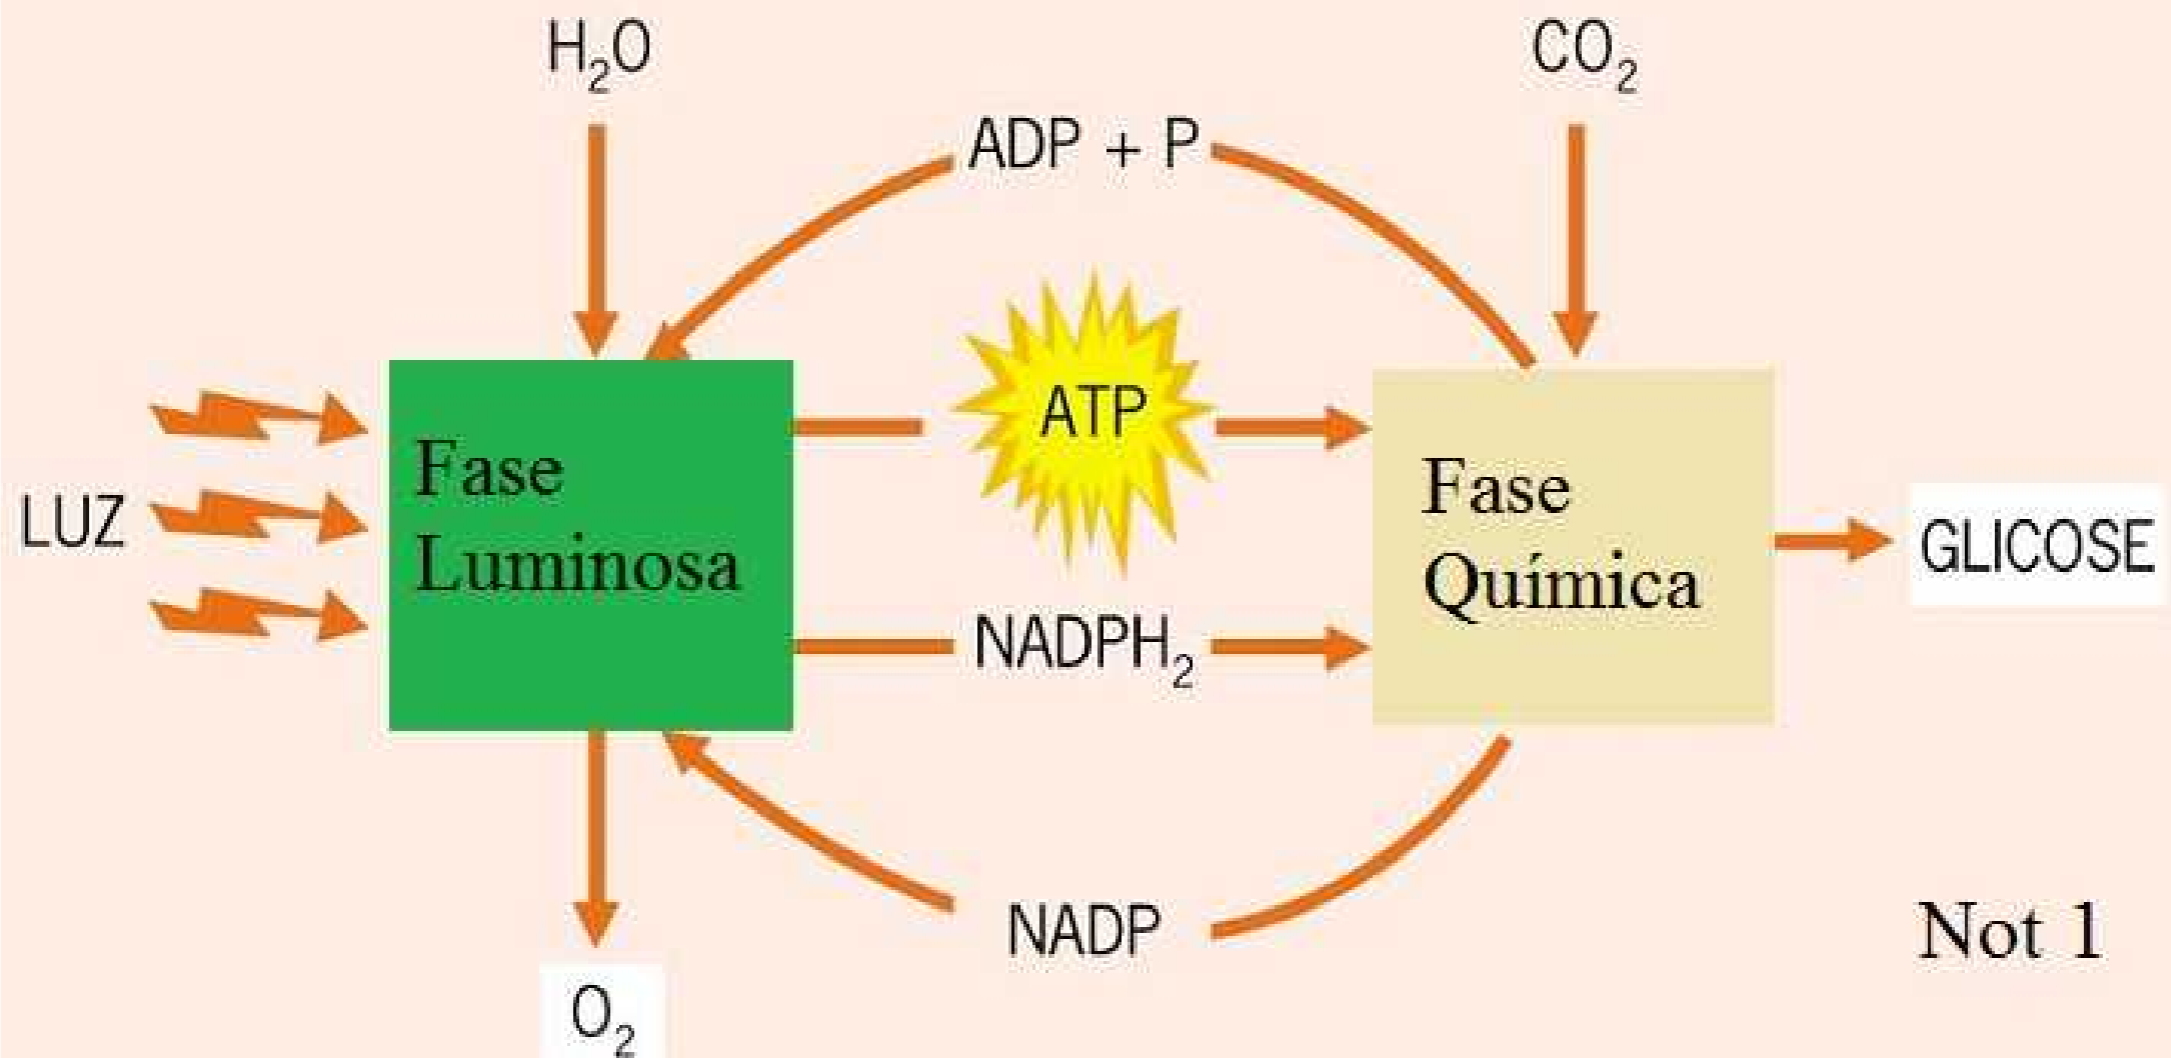 H₂O
CO₂
ADP + P
ATP
LUZ
Fase
Luminosa
Fase
Química
GLICOSE
NADPH₂
NADP
Not 1
O₂